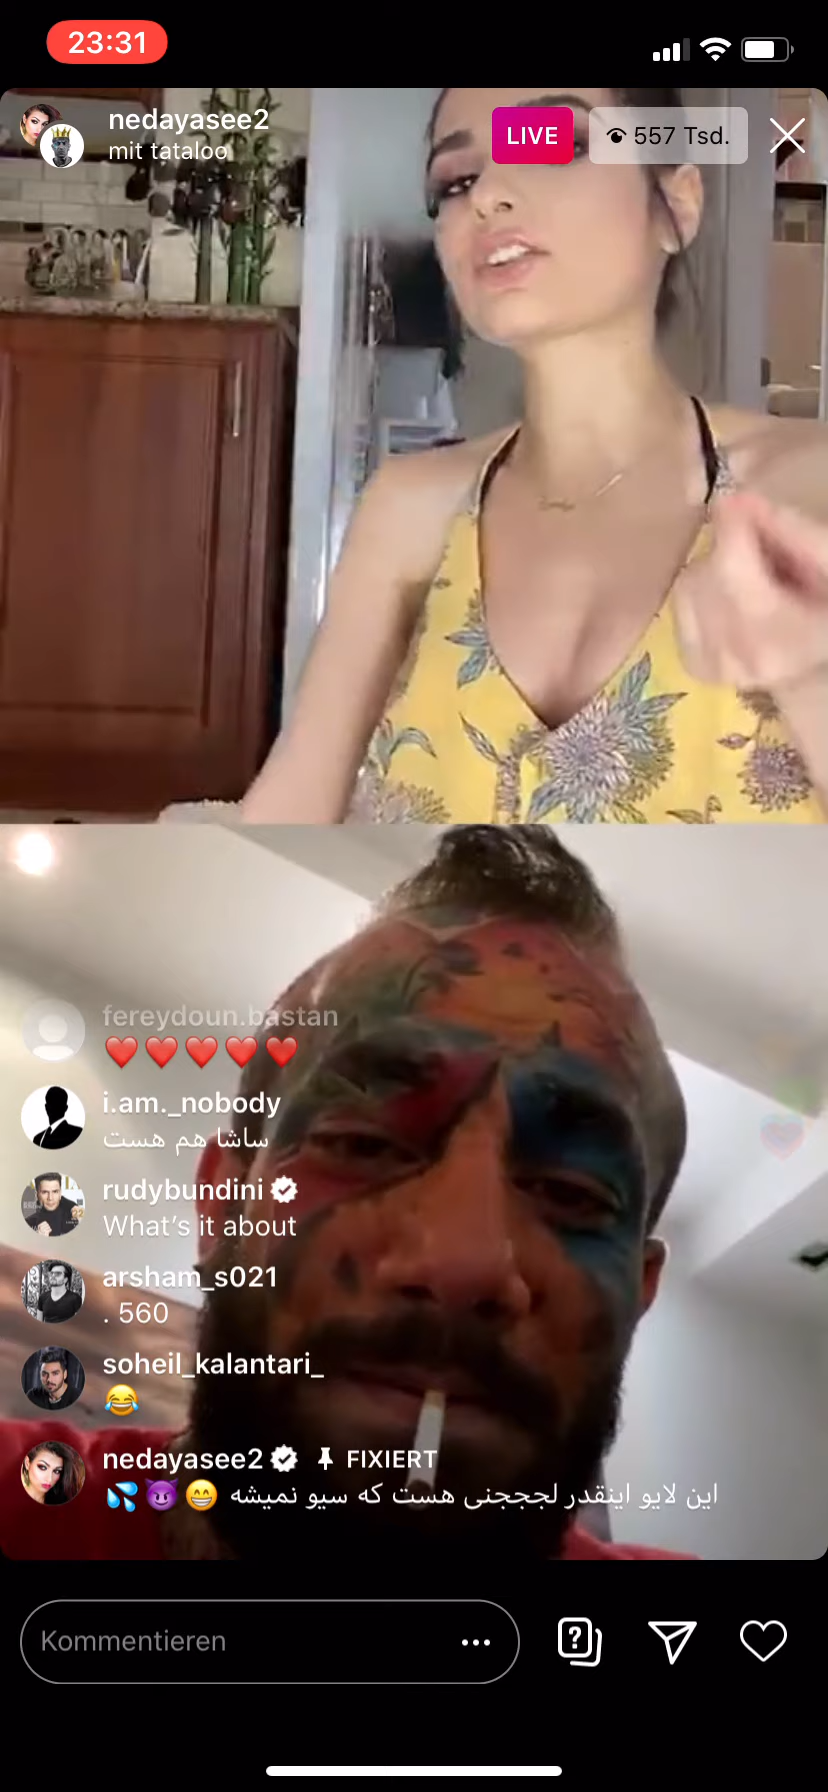 23:31
nedayasee2
mit tataloo
LIVE
557 Tsd.
fereydoun.bastan
❤️❤️❤️❤️❤️
i.am._nobody
ساشا هم هست
rudybundini
What's it about
arsham_s021
. 560
soheil_kalantari_
😂
nedayasee2 FIXIERT
این لایو اینقدر لجججنی هست که سیو نمیشه 😁😈💦
Kommentieren